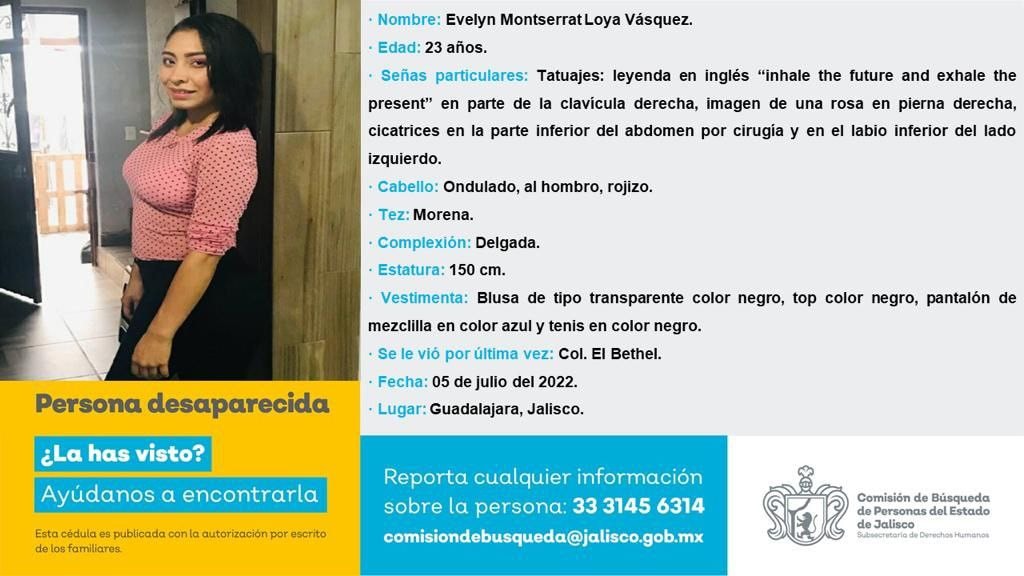 · Nombre: Evelyn Montserrat Loya Vásquez.
· Edad: 23 años.
· Señas particulares: Tatuajes: leyenda en inglés “inhale the future and exhale the
present” en parte de la clavícula derecha, imagen de una rosa en pierna derecha,
cicatrices en la parte inferior del abdomen por cirugía y en el labio inferior del lado
izquierdo.
· Cabello: Ondulado, al hombro, rojizo.
· Tez: Morena.
· Complexión: Delgada.
· Estatura: 150 cm.
· Vestimenta: Blusa de tipo transparente color negro, top color negro, pantalón de
mezclilla en color azul y tenis en color negro.
· Se le vió por última vez: Col. El Bethel.
· Fecha: 05 de julio del 2022.
· Lugar: Guadalajara, Jalisco.
Persona desaparecida
¿La has visto?
Ayúdanos a encontrarla
Esta cédula es publicada con la autorización por escrito
de los familiares.
Reporta cualquier información
sobre la persona: 33 3145 6314
comisiondebusqueda@jalisco.gob.mx
Comisión de Búsqueda
de Personas del Estado
de Jalisco
Subsecretaría de Derechos Humanos